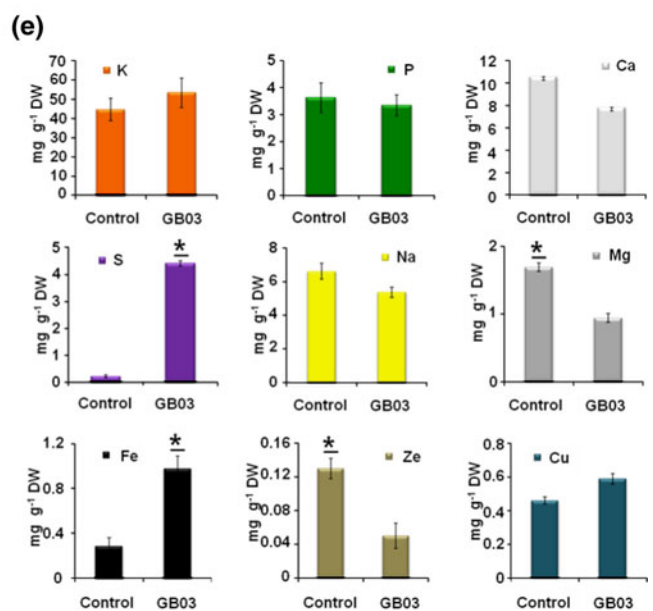 (e)
K
P
Ca
70
60
50
40
30
20
10
0
mg g-1 DW
Control GB03
5
4
3
2
1
0
mg g-1 DW
Control GB03
12
10
8
6
4
2
0
mg g-1 DW
Control GB03
S
Na
Mg
5
4
3
2
1
0
mg g-1 DW
*
Control GB03
8
6
4
2
0
mg g-1 DW
Control GB03
2
1
0
mg g-1 DW
*
Control GB03
Fe
Ze
Cu
1.2
0.8
0.4
0
mg g-1 DW
*
Control GB03
0.16
0.12
0.08
0.04
0
mg g-1 DW
*
Control GB03
0.8
0.6
0.4
0.2
0
mg g-1 DW
Control GB03